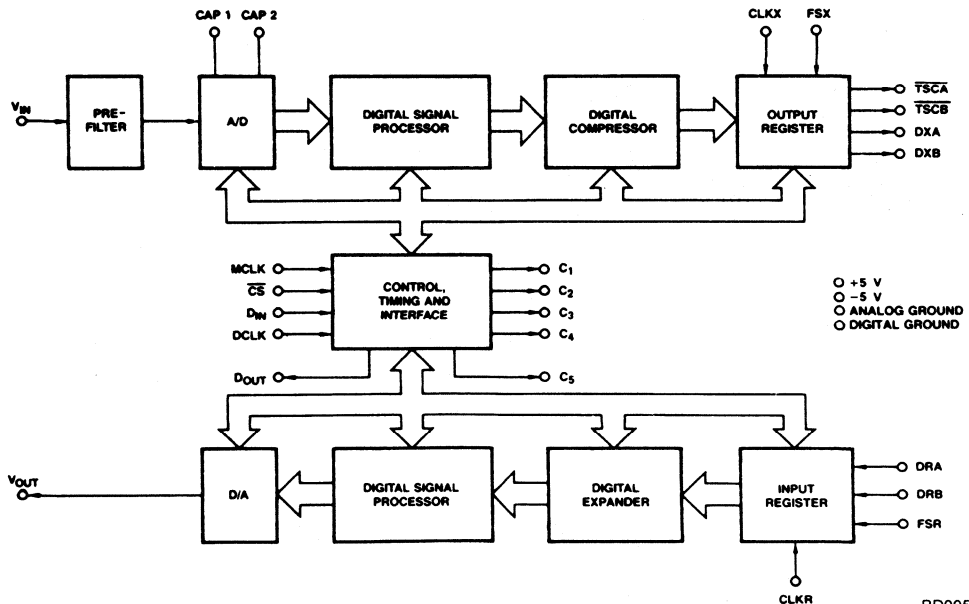 CAP 1 CAP 2 CLKX FSX
VIN
PRE-
FILTER
A/D
DIGITAL SIGNAL
PROCESSOR
DIGITAL
COMPRESSOR
OUTPUT
REGISTER
TSCA
TSCB
DXA
DXB
MCLK
CS
DIN
DCLK
CONTROL,
TIMING AND
INTERFACE
C1
C2
C3
C4
DOUT
C5
+5 V
−5 V
ANALOG GROUND
DIGITAL GROUND
VOUT
D/A
DIGITAL SIGNAL
PROCESSOR
DIGITAL
EXPANDER
INPUT
REGISTER
DRA
DRB
FSR
CLKR